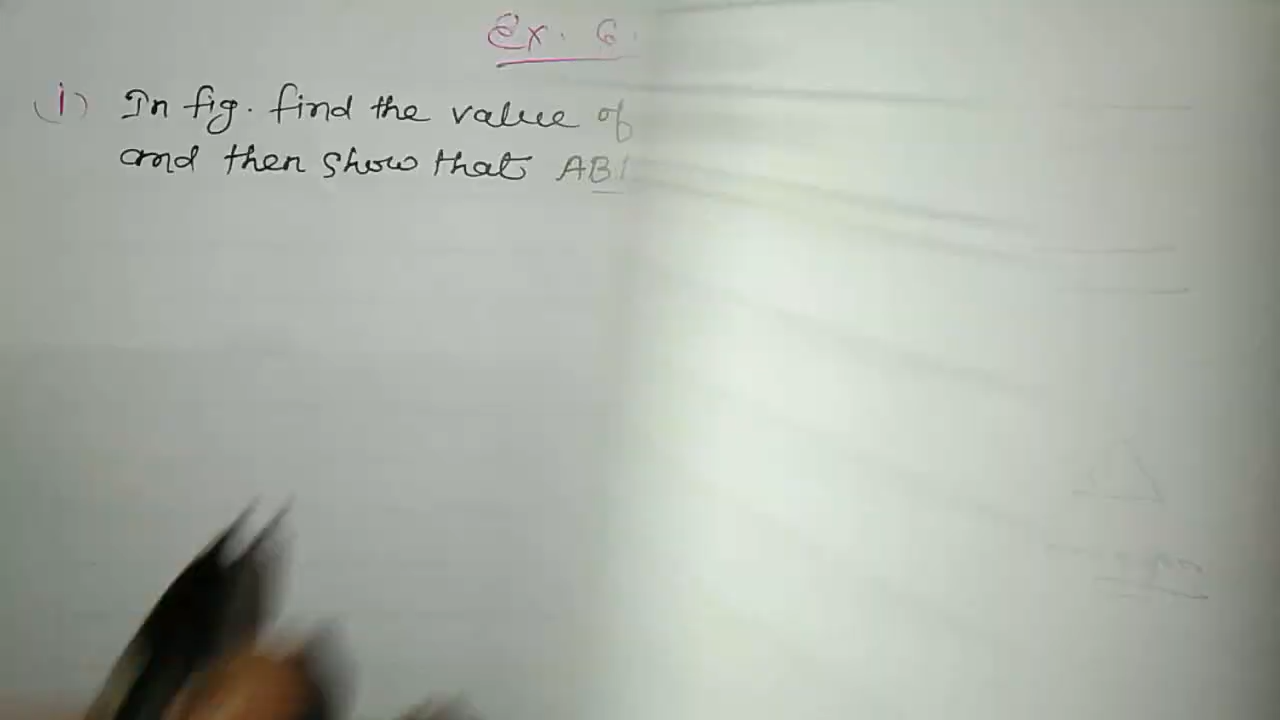 Ex. 6.
(i) In fig. find the value of
and then show that AB